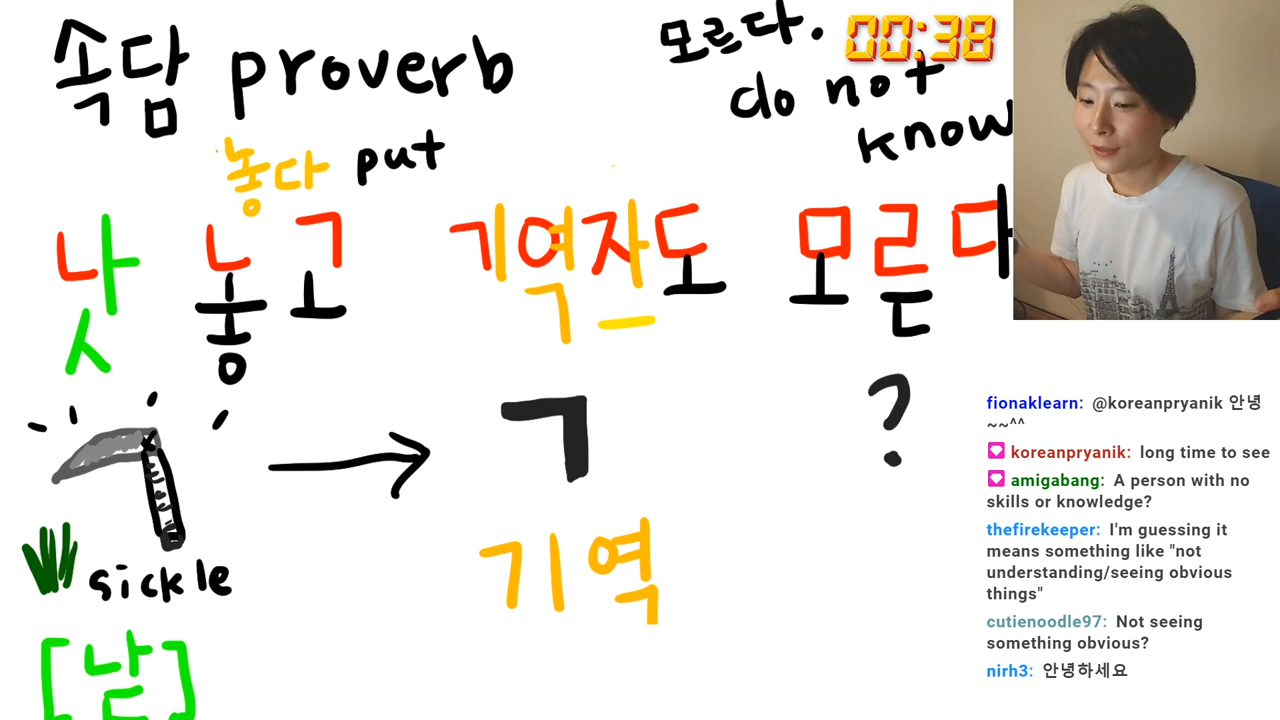 속담 proverb
모르다.
00:38
do not
know
놓다 put
낫 놓고 기역자도 모른다
ㄱ
?
sickle
기역
[낟]
fionaklearn: @koreanpryanik 안녕
~~^^
koreanpryanik: long time to see
amigabang: A person with no
skills or knowledge?
thefirekeeper: I'm guessing it
means something like "not
understanding/seeing obvious
things"
cutienoodle97: Not seeing
something obvious?
nirh3: 안녕하세요